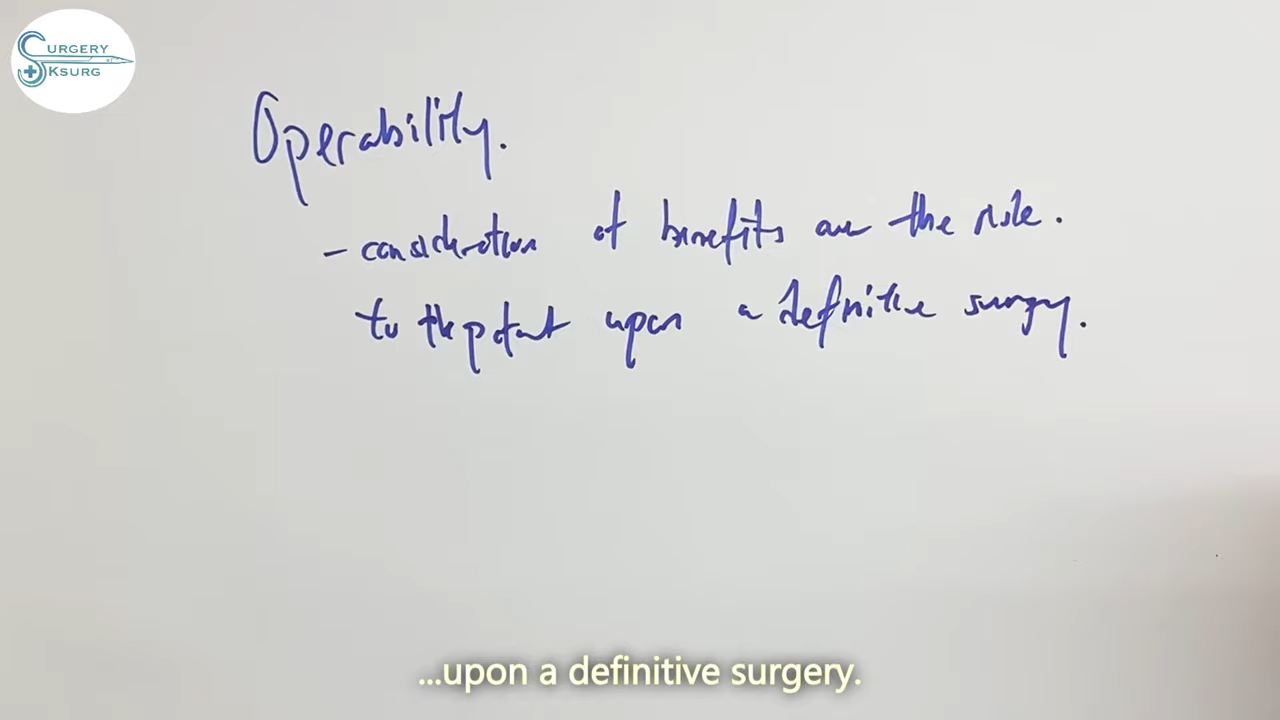 SURGERY
SKSURG
Operability.
- consideration of benefits over the risk.
to the patient upon a definitive surgery.
...upon a definitive surgery.